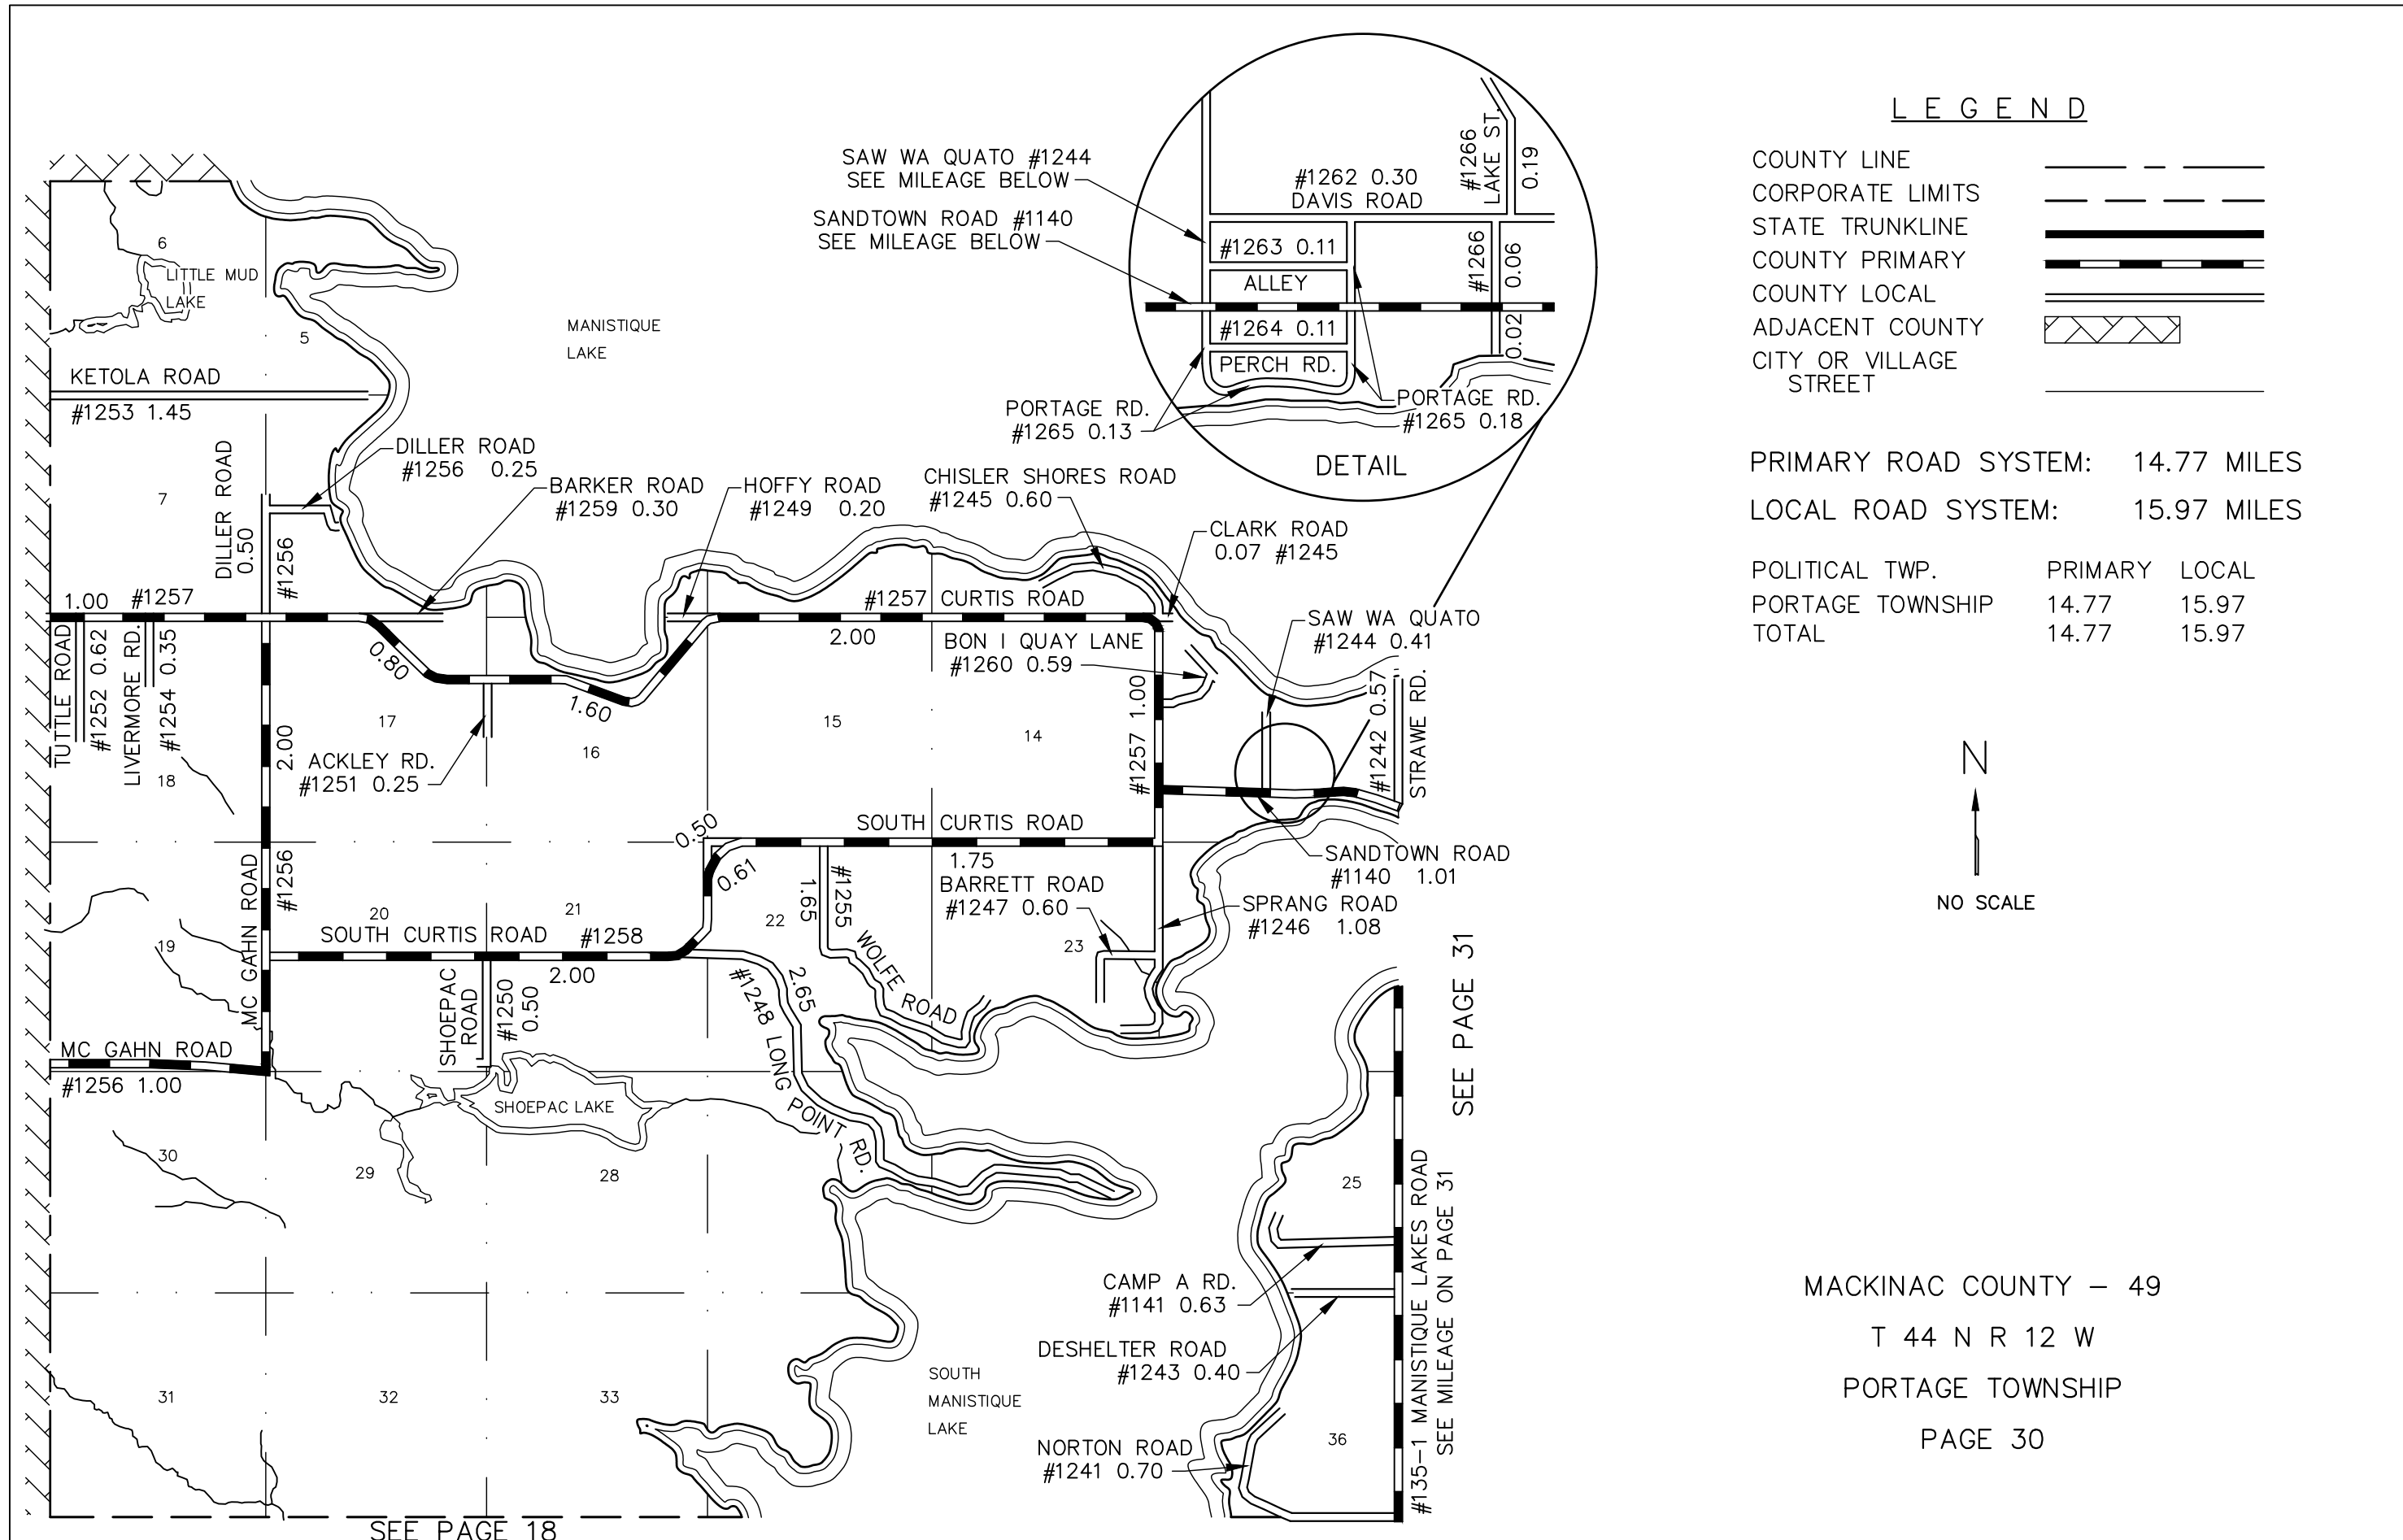 SAW WA QUATO #1244
SEE MILEAGE BELOW
SANDTOWN ROAD #1140
SEE MILEAGE BELOW
#1262 0.30
DAVIS ROAD
#1266
LAKE ST.
0.19
#1263 0.11
ALLEY
#1264 0.11
PERCH RD.
#1266
0.06
0.02
PORTAGE RD.
#1265 0.13
PORTAGE RD.
#1265 0.18
DETAIL
LEGEND
COUNTY LINE
CORPORATE LIMITS
STATE TRUNKLINE
COUNTY PRIMARY
COUNTY LOCAL
ADJACENT COUNTY
CITY OR VILLAGE
STREET
PRIMARY ROAD SYSTEM: 14.77 MILES
LOCAL ROAD SYSTEM: 15.97 MILES
POLITICAL TWP. PRIMARY LOCAL
PORTAGE TOWNSHIP 14.77 15.97
TOTAL 14.77 15.97
N
NO SCALE
MACKINAC COUNTY – 49
T 44 N R 12 W
PORTAGE TOWNSHIP
PAGE 30
6
LITTLE MUD
LAKE
5
MANISTIQUE
LAKE
KETOLA ROAD
#1253 1.45
7
DILLER ROAD
0.50
#1256
DILLER ROAD
#1256 0.25
BARKER ROAD
#1259 0.30
HOFFY ROAD
#1249 0.20
CHISLER SHORES ROAD
#1245 0.60
CLARK ROAD
0.07 #1245
1.00
#1257
TUTTLE ROAD
#1252 0.62
LIVERMORE RD.
#1254 0.35
0.80
1.60
#1257 CURTIS ROAD
2.00
BON I QUAY LANE
#1260 0.59
SAW WA QUATO
#1244 0.41
#1257 1.00
#1242 0.57
STRAWE RD.
2.00
17
16
15
14
18
ACKLEY RD.
#1251 0.25
0.50
SOUTH CURTIS ROAD
1.75
0.61
SANDTOWN ROAD
#1140 1.01
BARRETT ROAD
#1247 0.60
SPRANG ROAD
#1246 1.08
#1255
1.65
WOLFE ROAD
MC GAHN ROAD
#1256
20
21
22
23
19
SOUTH CURTIS ROAD #1258
2.00
SHOEPAC
ROAD
#1250
0.50
2.65
#1248 LONG POINT RD.
MC GAHN ROAD
#1256 1.00
SHOEPAC LAKE
30
29
28
25
SEE PAGE 31
CAMP A RD.
#1141 0.63
DESHELTER ROAD
#1243 0.40
#135-1 MANISTIQUE LAKES ROAD
SEE MILEAGE ON PAGE 31
31
32
33
SOUTH
MANISTIQUE
LAKE
36
NORTON ROAD
#1241 0.70
SEE PAGE 18